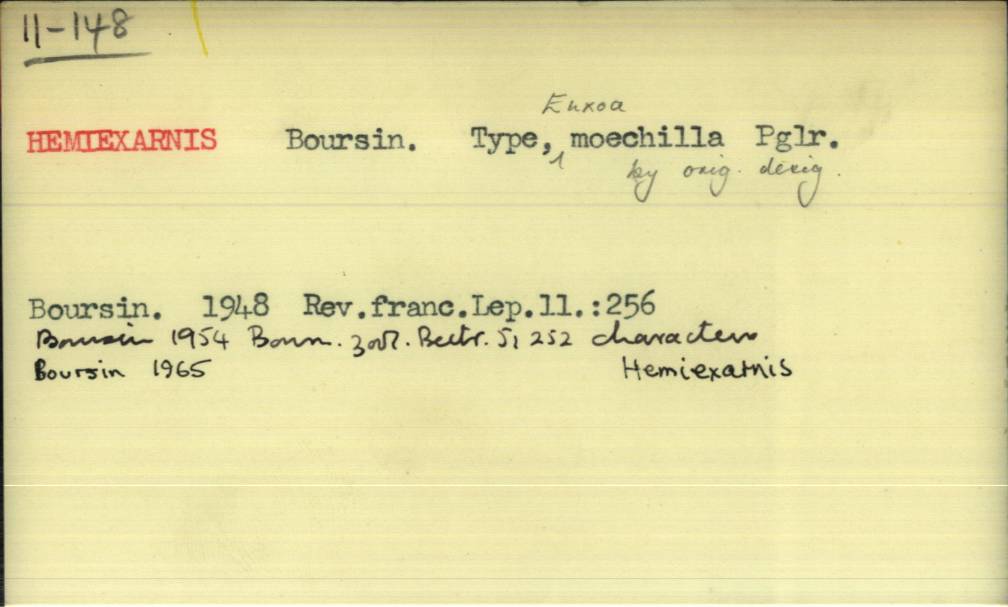 11-148
Euxoa
HEMIEXARNIS Boursin. Type, moechilla Pglr.
by orig. desig.
Boursin. 1948 Rev.franc.Lep.11.:256
Boursin 1954 Bonn. zool. Beitr. 5, 252 characters
Boursin 1965 Hemiexarnis